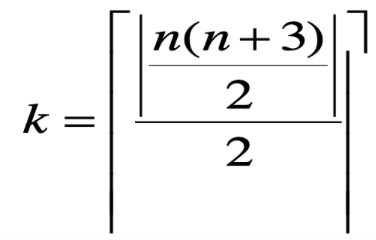 k = ⌈ | n(n + 3) / 2 | / 2 ⌉